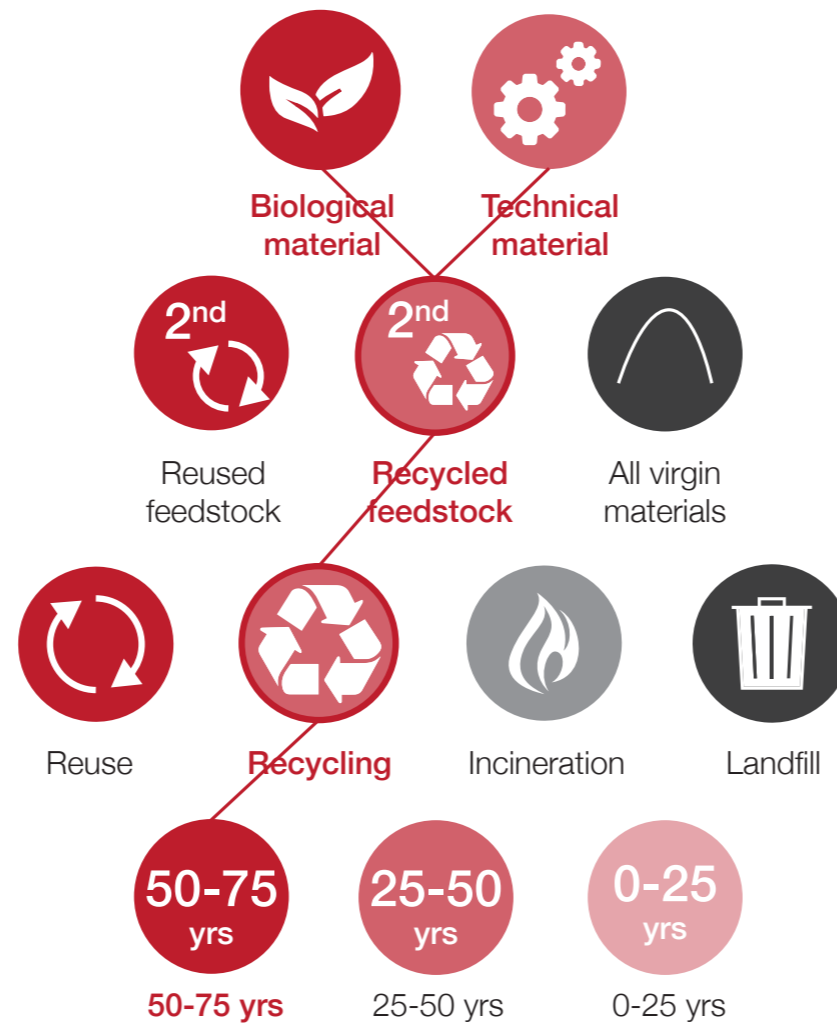 Biological
material
Technical
material
2nd
2nd
Reused
feedstock
Recycled
feedstock
All virgin
materials
Reuse
Recycling
Incineration
Landfill
50-75
yrs
25-50
yrs
0-25
yrs
50-75 yrs
25-50 yrs
0-25 yrs